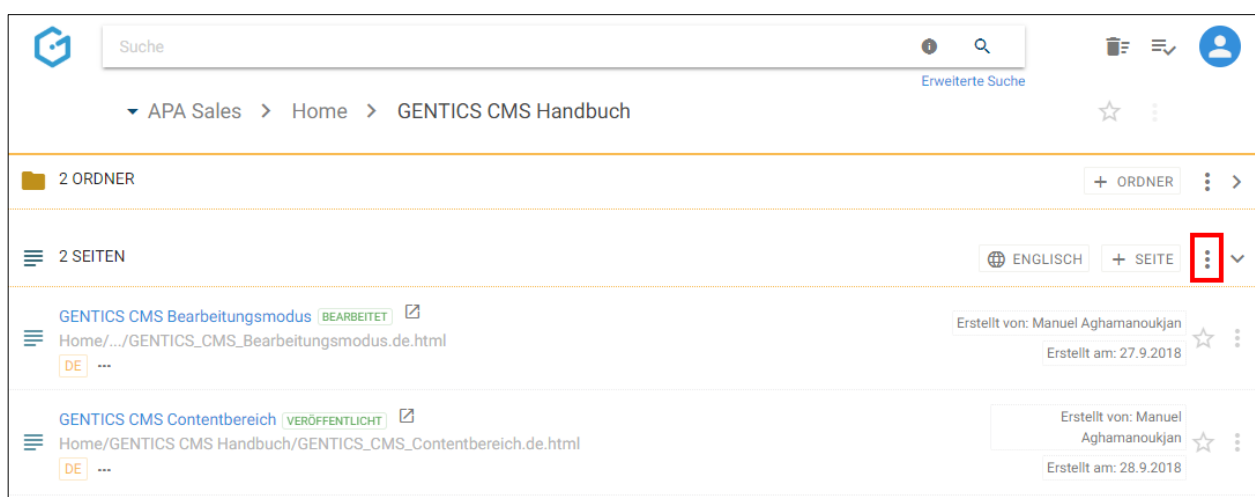 Suche
Erweiterte Suche
APA Sales > Home > GENTICS CMS Handbuch
2 ORDNER
+ ORDNER
2 SEITEN
ENGLISCH
+ SEITE
GENTICS CMS Bearbeitungsmodus BEARBEITET
Home/.../GENTICS_CMS_Bearbeitungsmodus.de.html
DE
Erstellt von: Manuel Aghamanoukjan
Erstellt am: 27.9.2018
GENTICS CMS Contentbereich VERÖFFENTLICHT
Home/GENTICS CMS Handbuch/GENTICS_CMS_Contentbereich.de.html
DE
Erstellt von: Manuel
Aghamanoukjan
Erstellt am: 28.9.2018